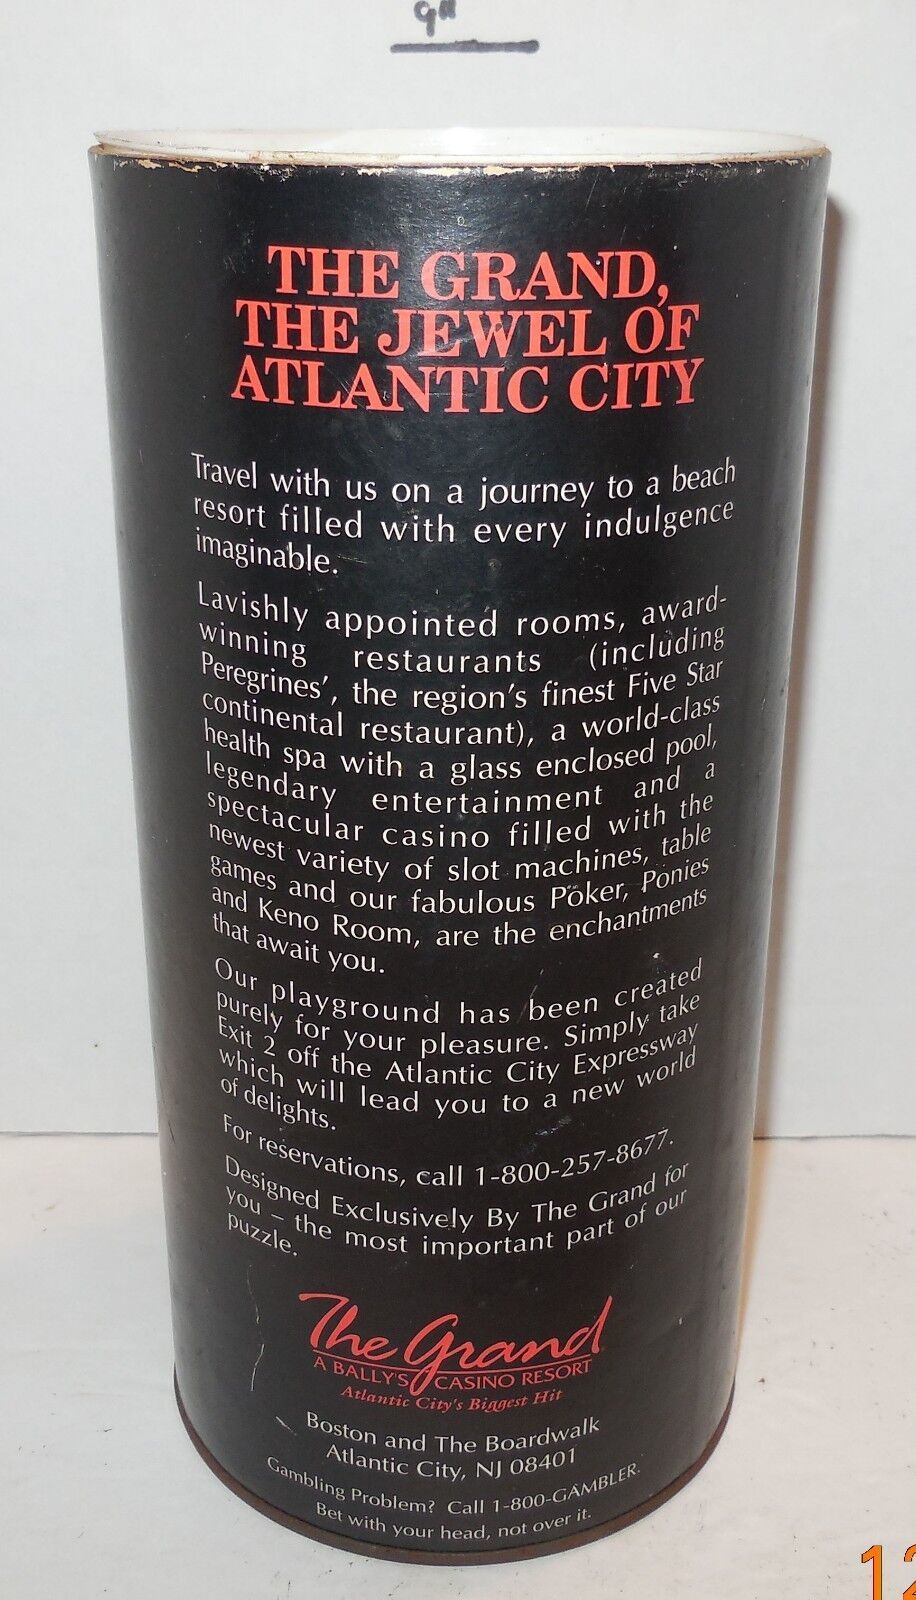 9"
THE GRAND,
THE JEWEL OF
ATLANTIC CITY
Travel with us on a journey to a beach
resort filled with every indulgence
imaginable.
Lavishly appointed rooms, award-
winning restaurants (including
Peregrines', the region's finest Five Star
continental restaurant), a world-class
health spa with a glass enclosed pool,
legendary entertainment and a
spectacular casino filled with the
newest variety of slot machines, table
games and our fabulous Poker, Ponies
and Keno Room, are the enchantments
that await you.
Our playground has been created
purely for your pleasure. Simply take
Exit 2 off the Atlantic City Expressway
which will lead you to a new world
of delights.
For reservations, call 1-800-257-8677.
Designed Exclusively By The Grand for
you – the most important part of our
puzzle.
The Grand
A BALLY'S CASINO RESORT
Atlantic City's Biggest Hit
Boston and The Boardwalk
Atlantic City, NJ 08401
Gambling Problem? Call 1-800-GAMBLER.
Bet with your head, not over it.
12